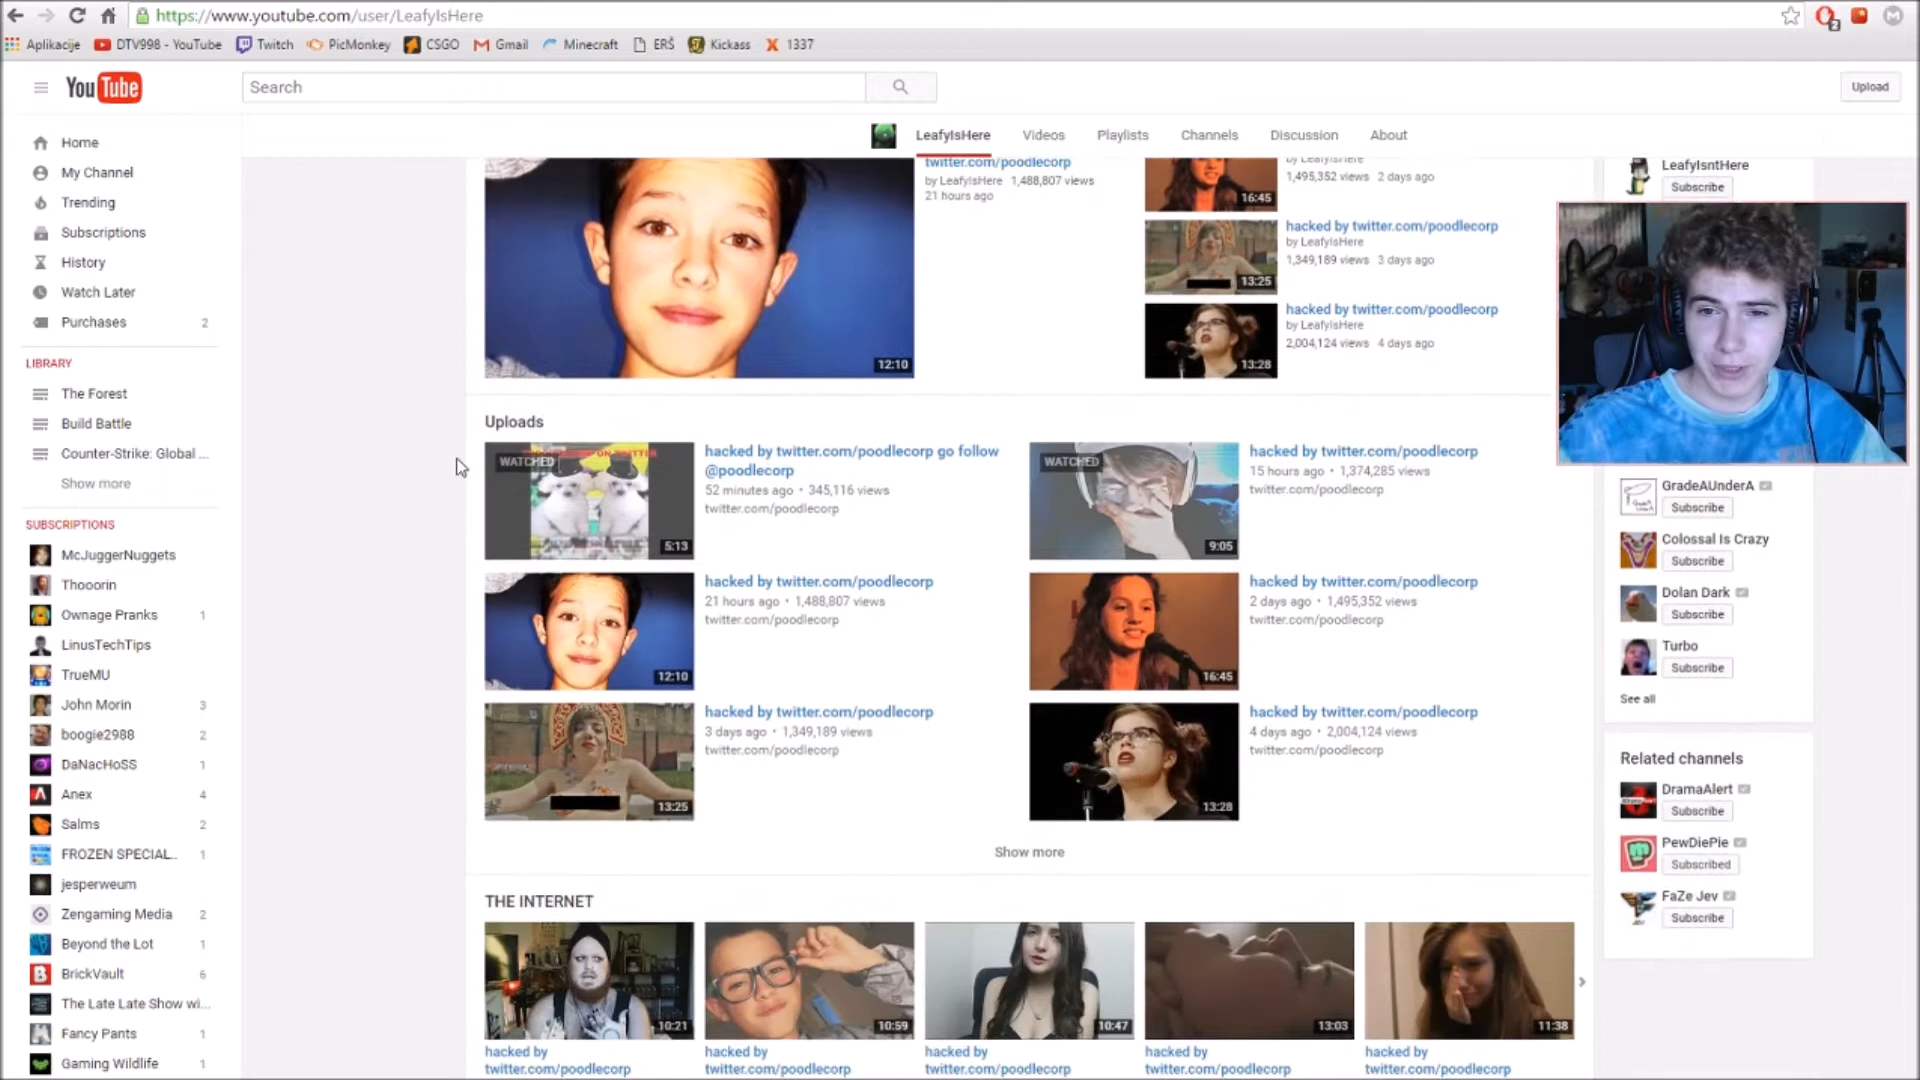 https://www.youtube.com/user/LeafyIsHere
2
M
Aplikacije
DTV998 - YouTube
Twitch
PicMonkey
CSGO
Gmail
Minecraft
ERŠ
Kickass
1337
YouTube
Search
Upload
LeafyIsHere
Videos
Playlists
Channels
Discussion
About
Home
My Channel
Trending
Subscriptions
History
Watch Later
Purchases 2
LIBRARY
The Forest
Build Battle
Counter-Strike: Global ...
Show more
SUBSCRIPTIONS
McJuggerNuggets
Thooorin
Ownage Pranks 1
LinusTechTips
TrueMU
John Morin 3
boogie2988 2
DaNacHoSS 1
Anex 4
Salms 2
FROZEN SPECIAL.. 1
jesperweum
Zengaming Media 2
Beyond the Lot 1
BrickVault 6
The Late Late Show wi...
Fancy Pants 1
Gaming Wildlife 1
12:10
twitter.com/poodlecorp
by LeafyIsHere 1,488,807 views
21 hours ago
16:45
by LeafyIsHere
1,495,352 views 2 days ago
13:25
hacked by twitter.com/poodlecorp
by LeafyIsHere
1,349,189 views 3 days ago
13:28
hacked by twitter.com/poodlecorp
by LeafyIsHere
2,004,124 views 4 days ago
Uploads
WATCHED
5:13
hacked by twitter.com/poodlecorp go follow
@poodlecorp
52 minutes ago • 345,116 views
twitter.com/poodlecorp
WATCHED
9:05
hacked by twitter.com/poodlecorp
15 hours ago • 1,374,285 views
twitter.com/poodlecorp
12:10
hacked by twitter.com/poodlecorp
21 hours ago • 1,488,807 views
twitter.com/poodlecorp
16:45
hacked by twitter.com/poodlecorp
2 days ago • 1,495,352 views
twitter.com/poodlecorp
13:25
hacked by twitter.com/poodlecorp
3 days ago • 1,349,189 views
twitter.com/poodlecorp
13:28
hacked by twitter.com/poodlecorp
4 days ago • 2,004,124 views
twitter.com/poodlecorp
Show more
THE INTERNET
10:21
hacked by
twitter.com/poodlecorp
10:59
hacked by
twitter.com/poodlecorp
10:47
hacked by
twitter.com/poodlecorp
13:03
hacked by
twitter.com/poodlecorp
11:38
hacked by
twitter.com/poodlecorp
LeafyIsntHere
Subscribe
GradeAUnderA
Subscribe
Colossal Is Crazy
Subscribe
Dolan Dark
Subscribe
Turbo
Subscribe
See all
Related channels
DramaAlert
Subscribe
PewDiePie
Subscribed
FaZe Jev
Subscribe